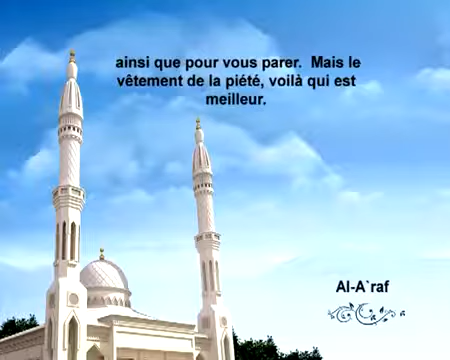 ainsi que pour vous parer. Mais le
vêtement de la piété, voilà qui est
meilleur.
Al-A`raf